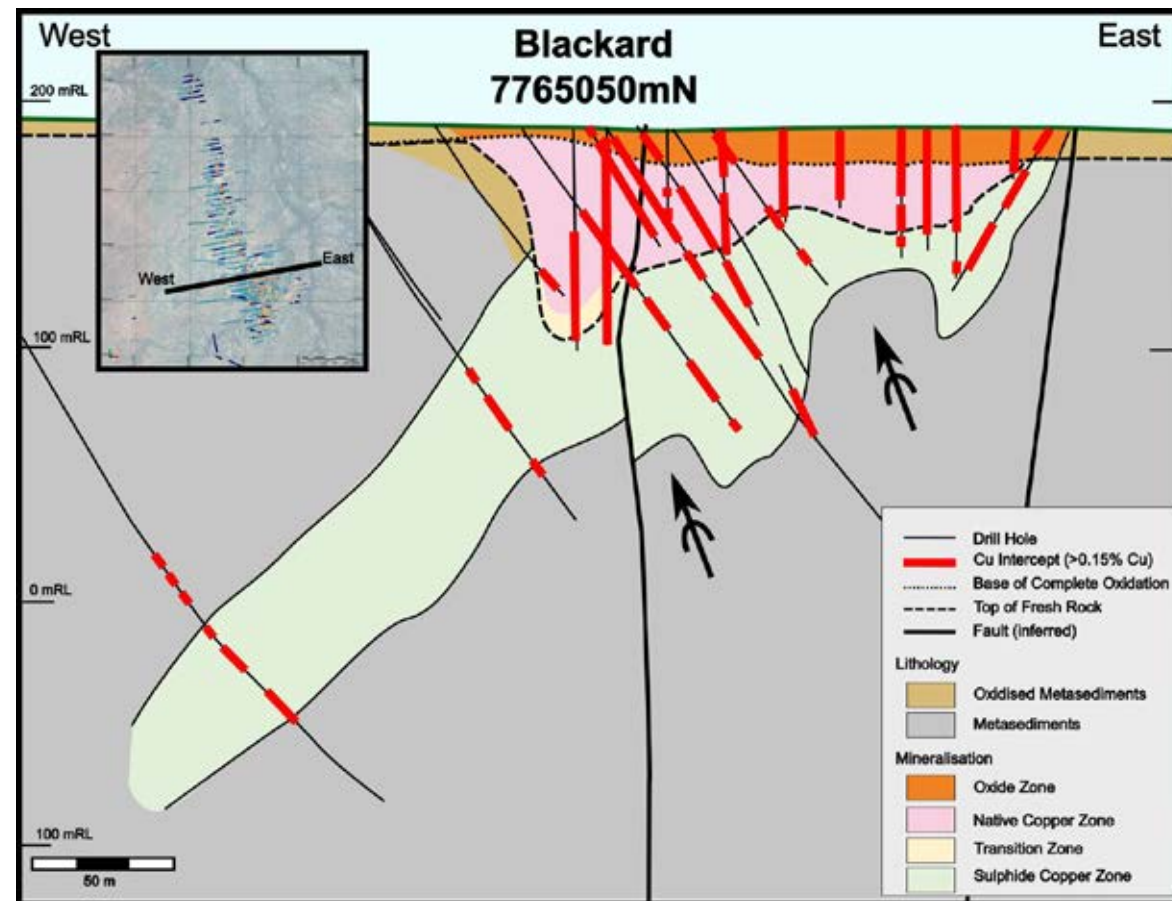 West
Blackard
7765050mN
East
200 mRL
West
East
100 mRL
0 mRL
100 mRL
50 m
Drill Hole
Cu Intercept (>0.15% Cu)
Base of Complete Oxidation
Top of Fresh Rock
Fault (inferred)
Lithology
Oxidised Metasediments
Metasediments
Mineralisation
Oxide Zone
Native Copper Zone
Transition Zone
Sulphide Copper Zone